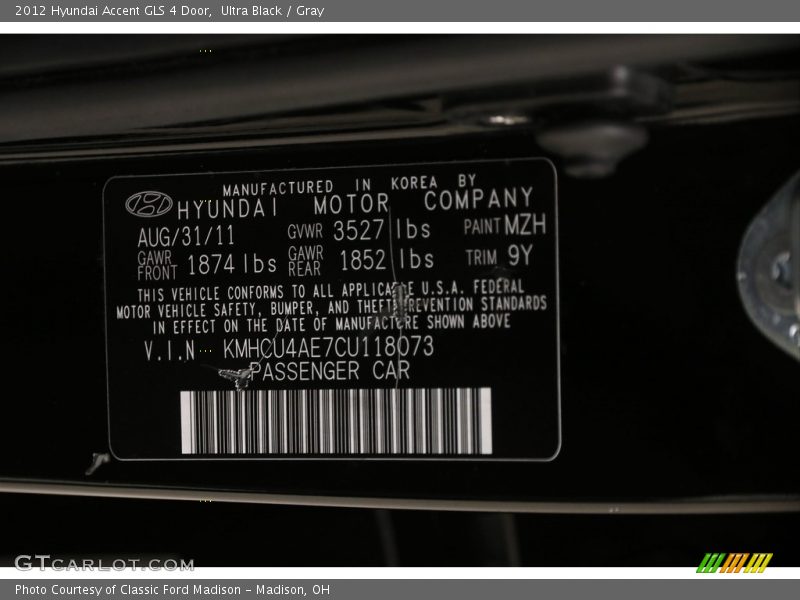 2012 Hyundai Accent GLS 4 Door,  Ultra Black / Gray
MANUFACTURED IN KOREA BY
HYUNDAI MOTOR COMPANY
AUG/31/11 GVWR 3527 lbs PAINT MZH
GAWR FRONT 1874 lbs GAWR REAR 1852 lbs TRIM 9Y
THIS VEHICLE CONFORMS TO ALL APPLICABLE U.S.A. FEDERAL
MOTOR VEHICLE SAFETY, BUMPER, AND THEFT PREVENTION STANDARDS
IN EFFECT ON THE DATE OF MANUFACTURE SHOWN ABOVE
V.I.N KMHCU4AE7CU118073
PASSENGER CAR
GTCARLOT.COM
Photo Courtesy of Classic Ford Madison – Madison, OH